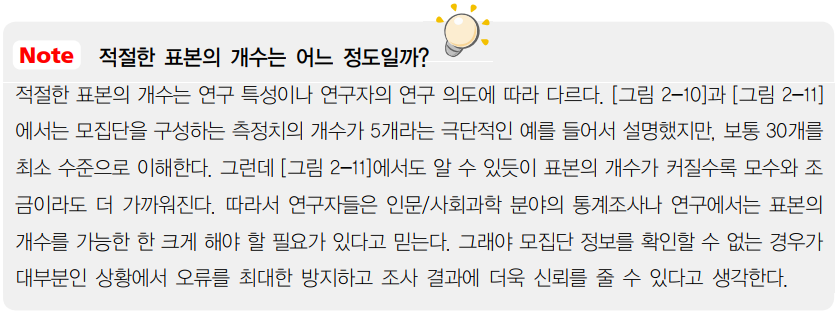 Note 적절한 표본의 개수는 어느 정도일까?
적절한 표본의 개수는 연구 특성이나 연구자의 연구 의도에 따라 다르다. [그림 2-10]과 [그림 2-11]
에서는 모집단을 구성하는 측정치의 개수가 5개라는 극단적인 예를 들어서 설명했지만, 보통 30개를
최소 수준으로 이해한다. 그런데 [그림 2-11]에서도 알 수 있듯이 표본의 개수가 커질수록 모수와 조
금이라도 더 가까워진다. 따라서 연구자들은 인문/사회과학 분야의 통계조사나 연구에서는 표본의
개수를 가능한 한 크게 해야 할 필요가 있다고 믿는다. 그래야 모집단 정보를 확인할 수 없는 경우가
대부분인 상황에서 오류를 최대한 방지하고 조사 결과에 더욱 신뢰를 줄 수 있다고 생각한다.